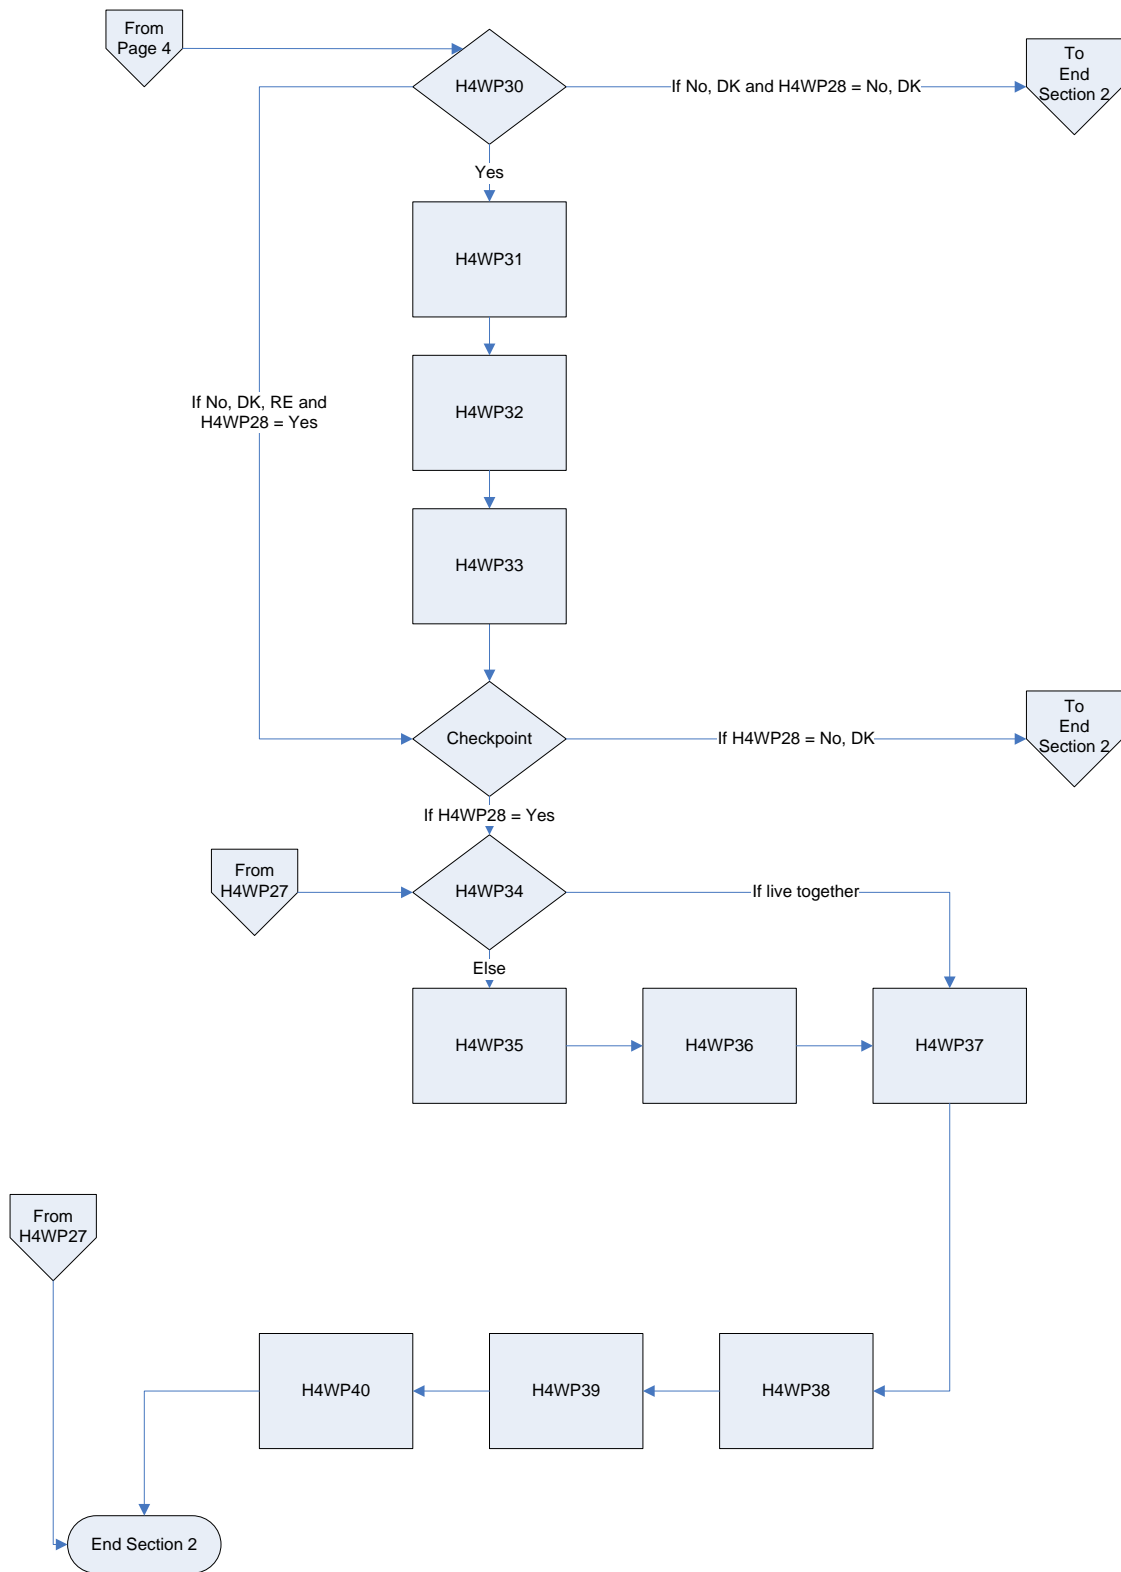 From
Page 4
H4WP30
If No, DK and H4WP28 = No, DK
To
End
Section 2
Yes
H4WP31
H4WP32
If No, DK, RE and
H4WP28 = Yes
H4WP33
Checkpoint
If H4WP28 = No, DK
To
End
Section 2
If H4WP28 = Yes
From
H4WP27
H4WP34
If live together
Else
H4WP35
H4WP36
H4WP37
From
H4WP27
H4WP40
H4WP39
H4WP38
End Section 2